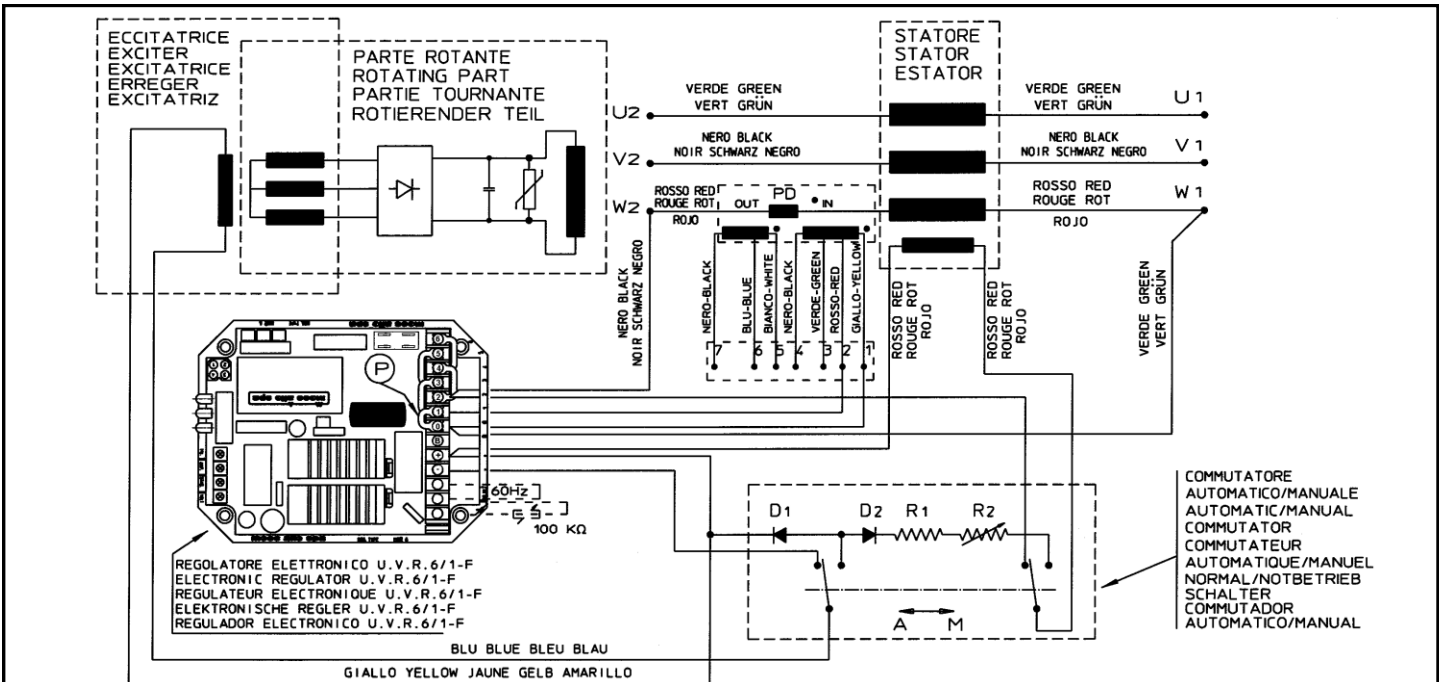 ECCITATRICE
EXCITER
EXCITATRICE
ERREGER
EXCITATRIZ
PARTE ROTANTE
ROTATING PART
PARTIE TOURNANTE
ROTIERENDER TEIL
STATORE
STATOR
ESTATOR
U2
VERDE GREEN
VERT GRÜN
VERDE GREEN
VERT GRÜN
U1
V2
NERO BLACK
NOIR SCHWARZ NEGRO
NERO BLACK
NOIR SCHWARZ NEGRO
V1
W2
ROSSO RED
ROUGE ROT
ROJO
PD
OUT
IN
ROSSO RED
ROUGE ROT
ROJO
W1
NERO BLACK
NOIR SCHWARZ NEGRO
NERO-BLACK
BLU-BLUE
BIANCO-WHITE
NERO-BLACK
VERDE-GREEN
ROSSO-RED
GIALLO-YELLOW
7 6 5 4 3 2 1
ROSSO RED
ROUGE ROT
ROJO
ROSSO RED
ROUGE ROT
ROJO
VERDE GREEN
VERT GRÜN
P
60Hz
100 KΩ
REGOLATORE ELETTRONICO U.V.R.6/1-F
ELECTRONIC REGULATOR U.V.R.6/1-F
REGULATEUR ELECTRONIQUE U.V.R.6/1-F
ELEKTRONISCHE REGLER U.V.R.6/1-F
REGULADOR ELECTRONICO U.V.R.6/1-F
D1 D2 R1 R2
A M
COMMUTATORE
AUTOMATICO/MANUALE
AUTOMATIC/MANUAL
COMMUTATOR
COMMUTATEUR
AUTOMATIQUE/MANUEL
NORMAL/NOTBETRIEB
SCHALTER
COMMUTADOR
AUTOMATICO/MANUAL
BLU BLUE BLEU BLAU
GIALLO YELLOW JAUNE GELB AMARILLO